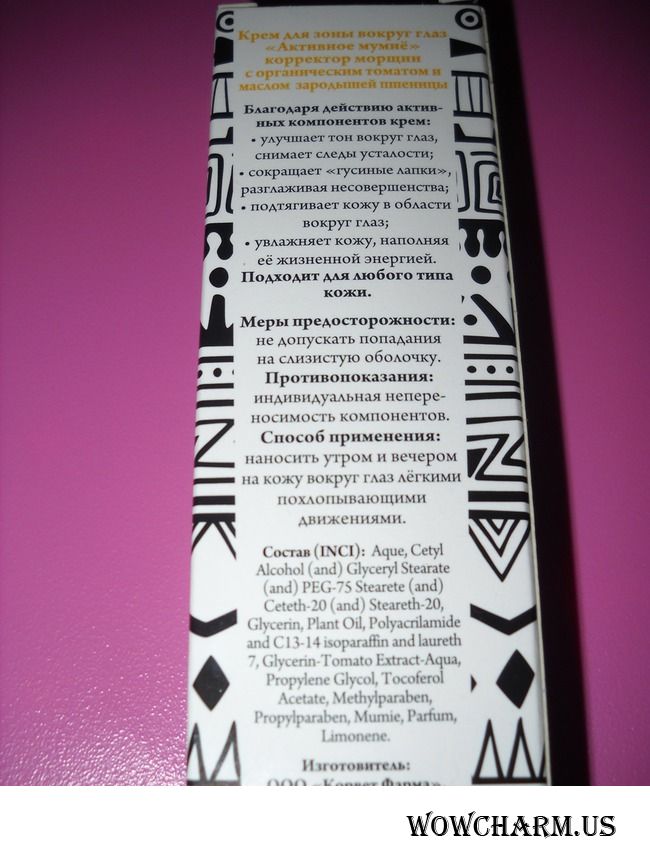 Крем для зоны вокруг глаз
«Активное мумиё»
корректор морщин
с органическим томатом и
маслом зародышей пшеницы
Благодаря действию актив-
ных компонентов крем:
• улучшает тон вокруг глаз,
снимает следы усталости;
• сокращает «гусиные лапки»,
разглаживая несовершенства;
• подтягивает кожу в области
вокруг глаз;
• увлажняет кожу, наполняя
её жизненной энергией.
Подходит для любого типа
кожи.
Меры предосторожности:
не допускать попадания
на слизистую оболочку.
Противопоказания:
индивидуальная непере-
носимость компонентов.
Способ применения:
наносить утром и вечером
на кожу вокруг глаз лёгкими
похлопывающими
движениями.
Состав (INCI): Aque, Cetyl
Alcohol (and) Glyceryl Stearate
(and) PEG-75 Stearete (and)
Ceteth-20 (and) Steareth-20,
Glycerin, Plant Oil, Polyacrilamide
and C13-14 isoparaffin and laureth
7, Glycerin-Tomato Extract-Aqua,
Propylene Glycol, Tocoferol
Acetate, Methylparaben,
Propylparaben, Mumie, Parfum,
Limonene.
Изготовитель:
ООО «Корвет Фарма»
WOWCHARM.US